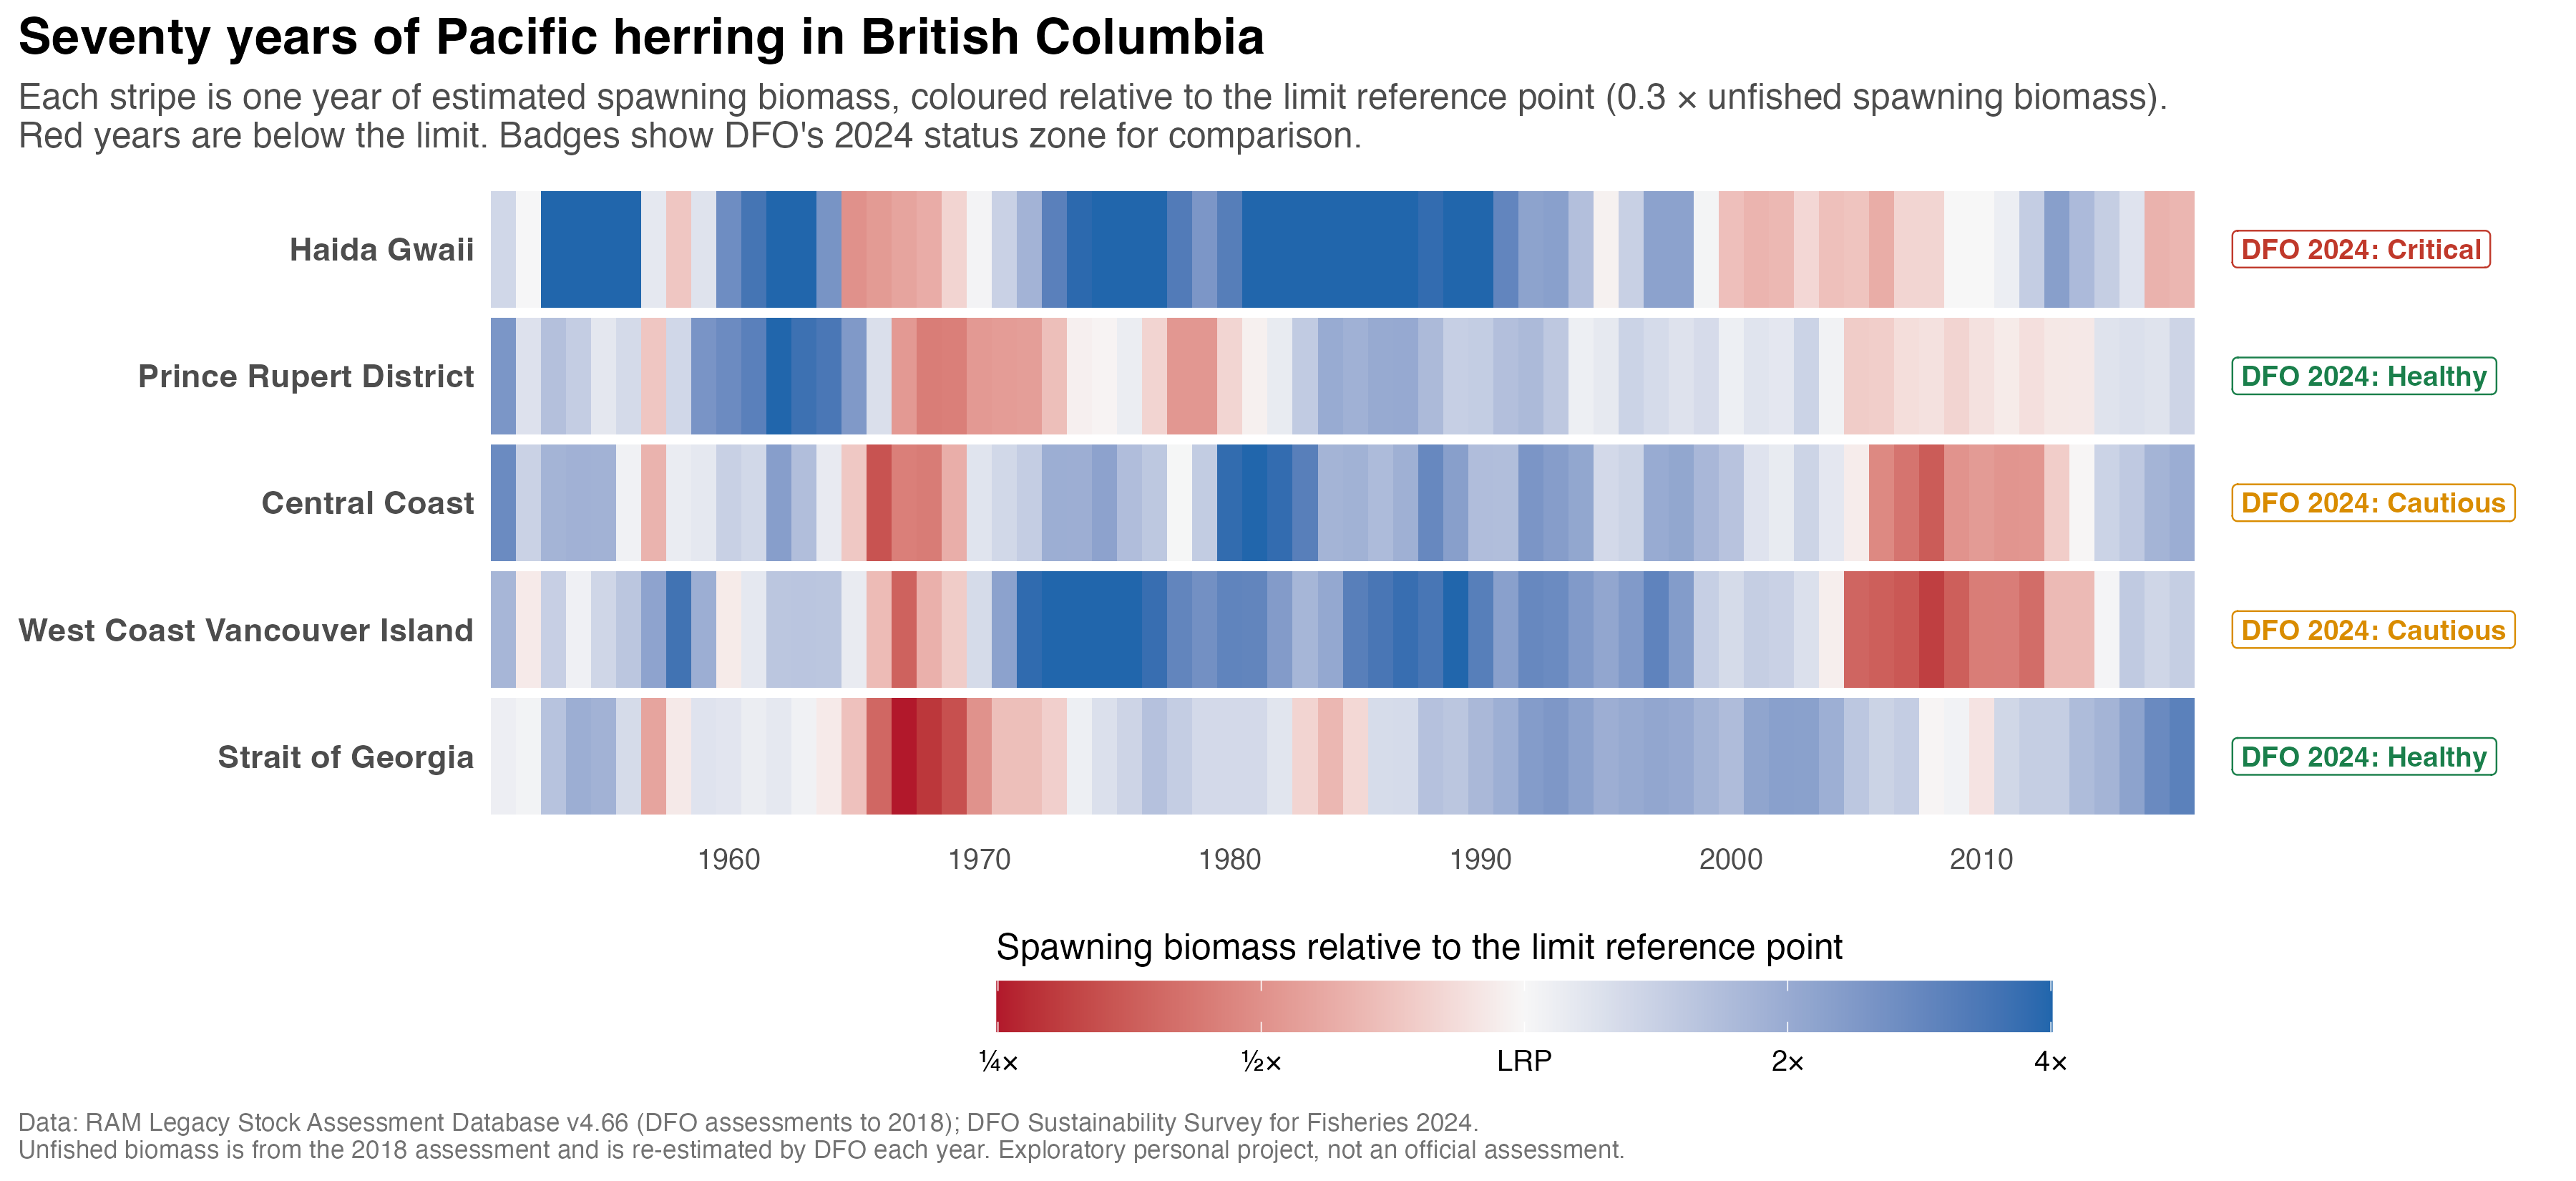 Seventy years of Pacific herring in British Columbia
Each stripe is one year of estimated spawning biomass, coloured relative to the limit reference point (0.3 × unfished spawning biomass).
Red years are below the limit. Badges show DFO's 2024 status zone for comparison.
Haida Gwaii
DFO 2024: Critical
Prince Rupert District
DFO 2024: Healthy
Central Coast
DFO 2024: Cautious
West Coast Vancouver Island
DFO 2024: Cautious
Strait of Georgia
DFO 2024: Healthy
1960 1970 1980 1990 2000 2010
Spawning biomass relative to the limit reference point
¼× ½× LRP 2× 4×
Data: RAM Legacy Stock Assessment Database v4.66 (DFO assessments to 2018); DFO Sustainability Survey for Fisheries 2024.
Unfished biomass is from the 2018 assessment and is re-estimated by DFO each year. Exploratory personal project, not an official assessment.